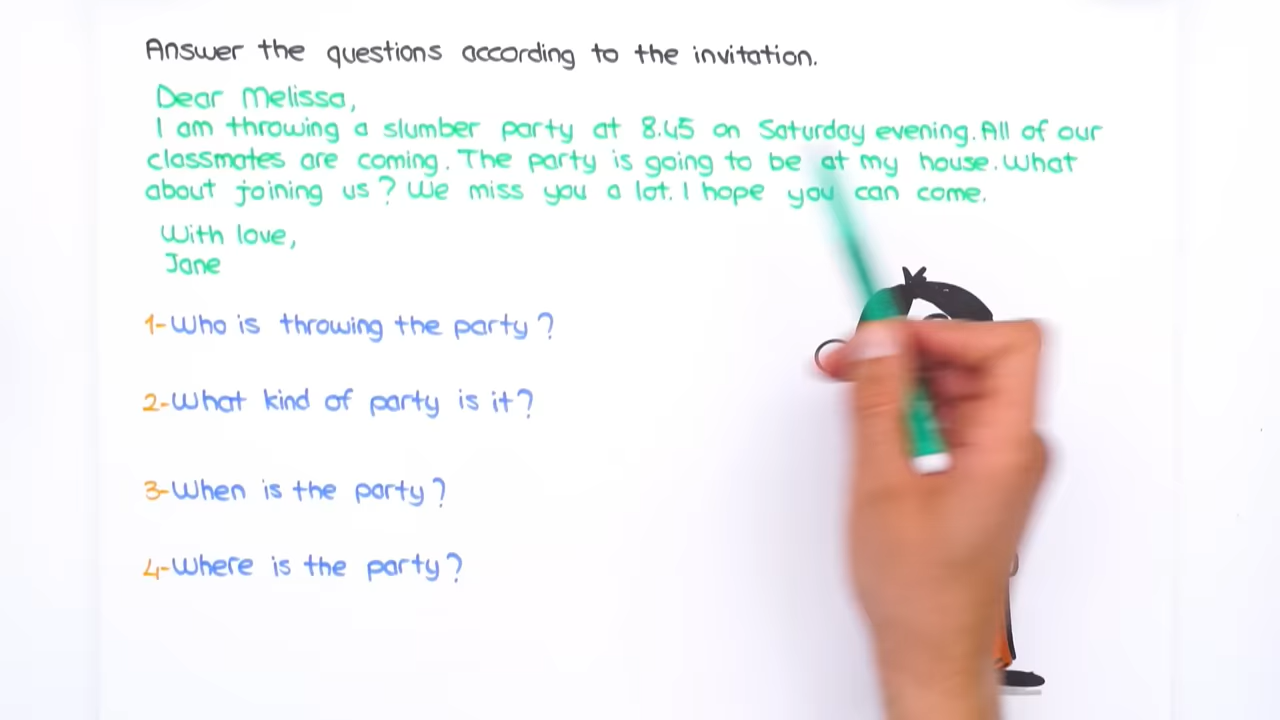 Answer the questions according to the invitation.
Dear Melissa,
I am throwing a slumber party at 8.45 on Saturday evening. All of our
classmates are coming. The party is going to be at my house. What
about joining us? We miss you a lot. I hope you can come.
With love,
Jane
1-Who is throwing the party?
2-What kind of party is it?
3-When is the party?
4-Where is the party?